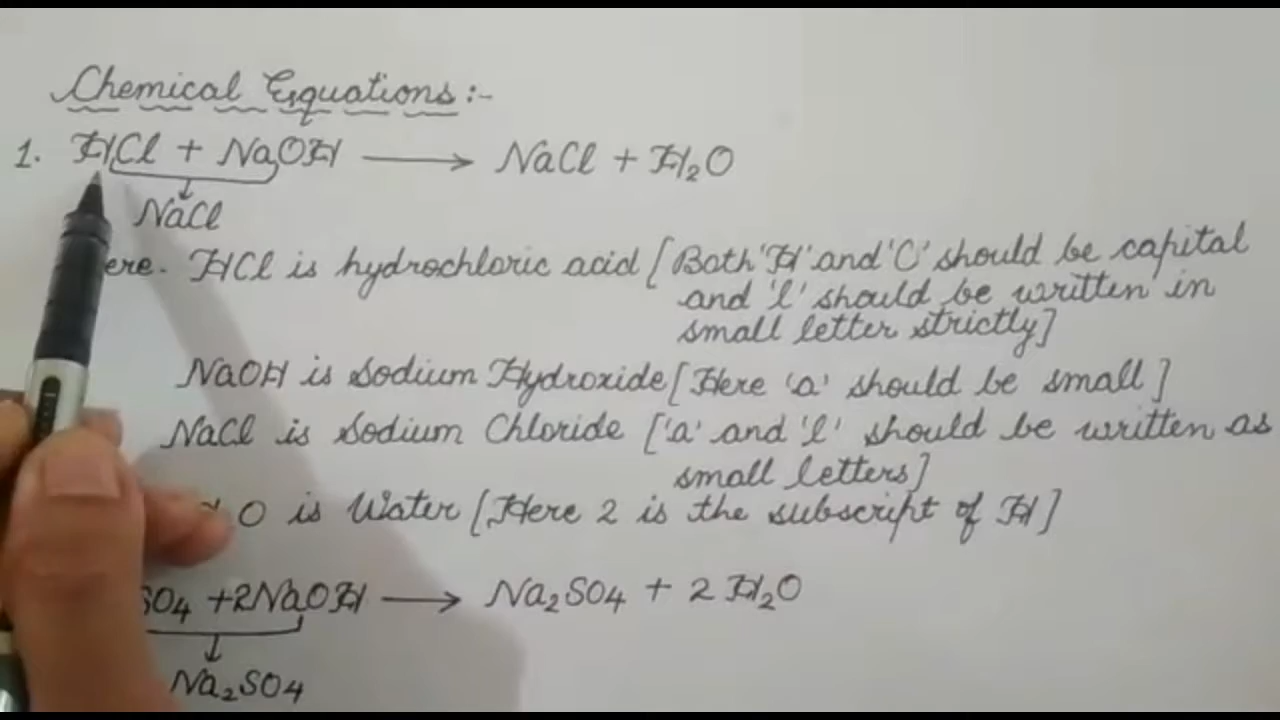 Chemical Equations :-
1. HCl + NaOH ⟶ NaCl + H₂O
NaCl
ere. HCl is hydrochloric acid [Both 'H' and 'C' should be capital
and 'l' should be written in
small letter strictly]
NaOH is Sodium Hydroxide [Here 'a' should be small]
NaCl is Sodium Chloride ['a' and 'l' should be written as
small letters]
O is Water [Here 2 is the subscript of H]
SO₄ + 2NaOH ⟶ Na₂SO₄ + 2H₂O
Na₂SO₄